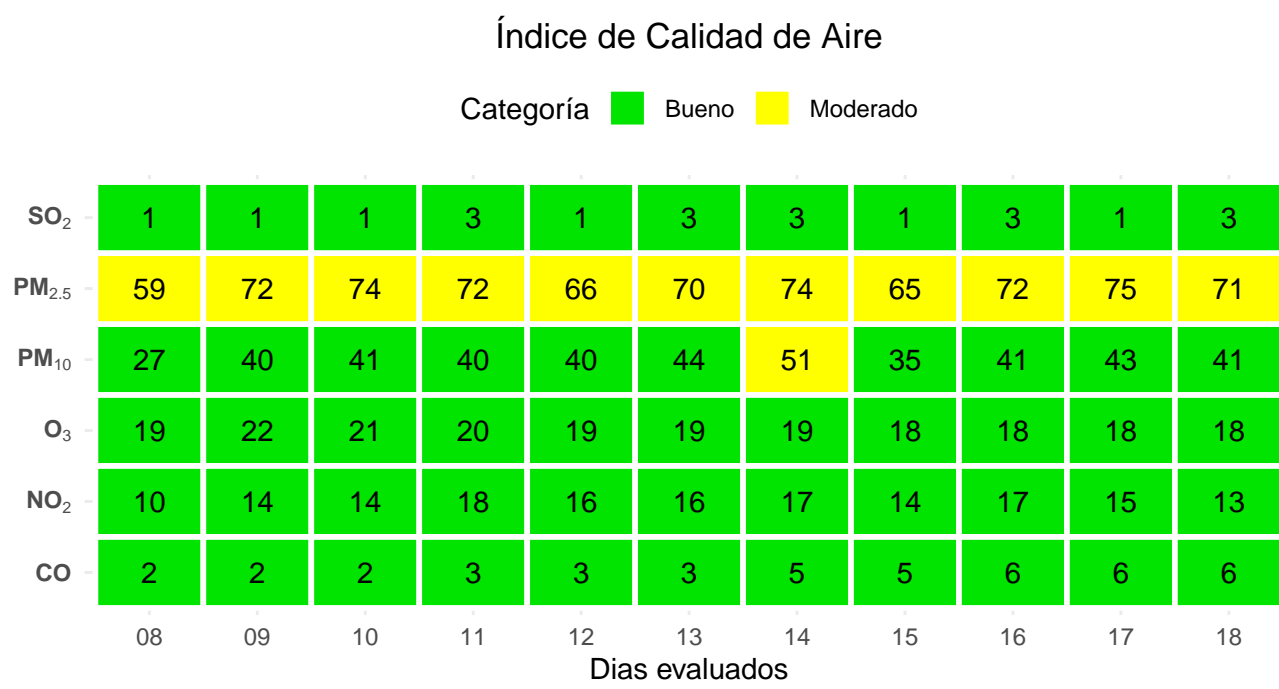 Índice de Calidad de Aire
Categoría Bueno Moderado
SO₂ 1 1 1 3 1 3 3 1 3 1 3
PM₂.₅ 59 72 74 72 66 70 74 65 72 75 71
PM₁₀ 27 40 41 40 40 44 51 35 41 43 41
O₃ 19 22 21 20 19 19 19 18 18 18 18
NO₂ 10 14 14 18 16 16 17 14 17 15 13
CO 2 2 2 3 3 3 5 5 6 6 6
08 09 10 11 12 13 14 15 16 17 18
Dias evaluados